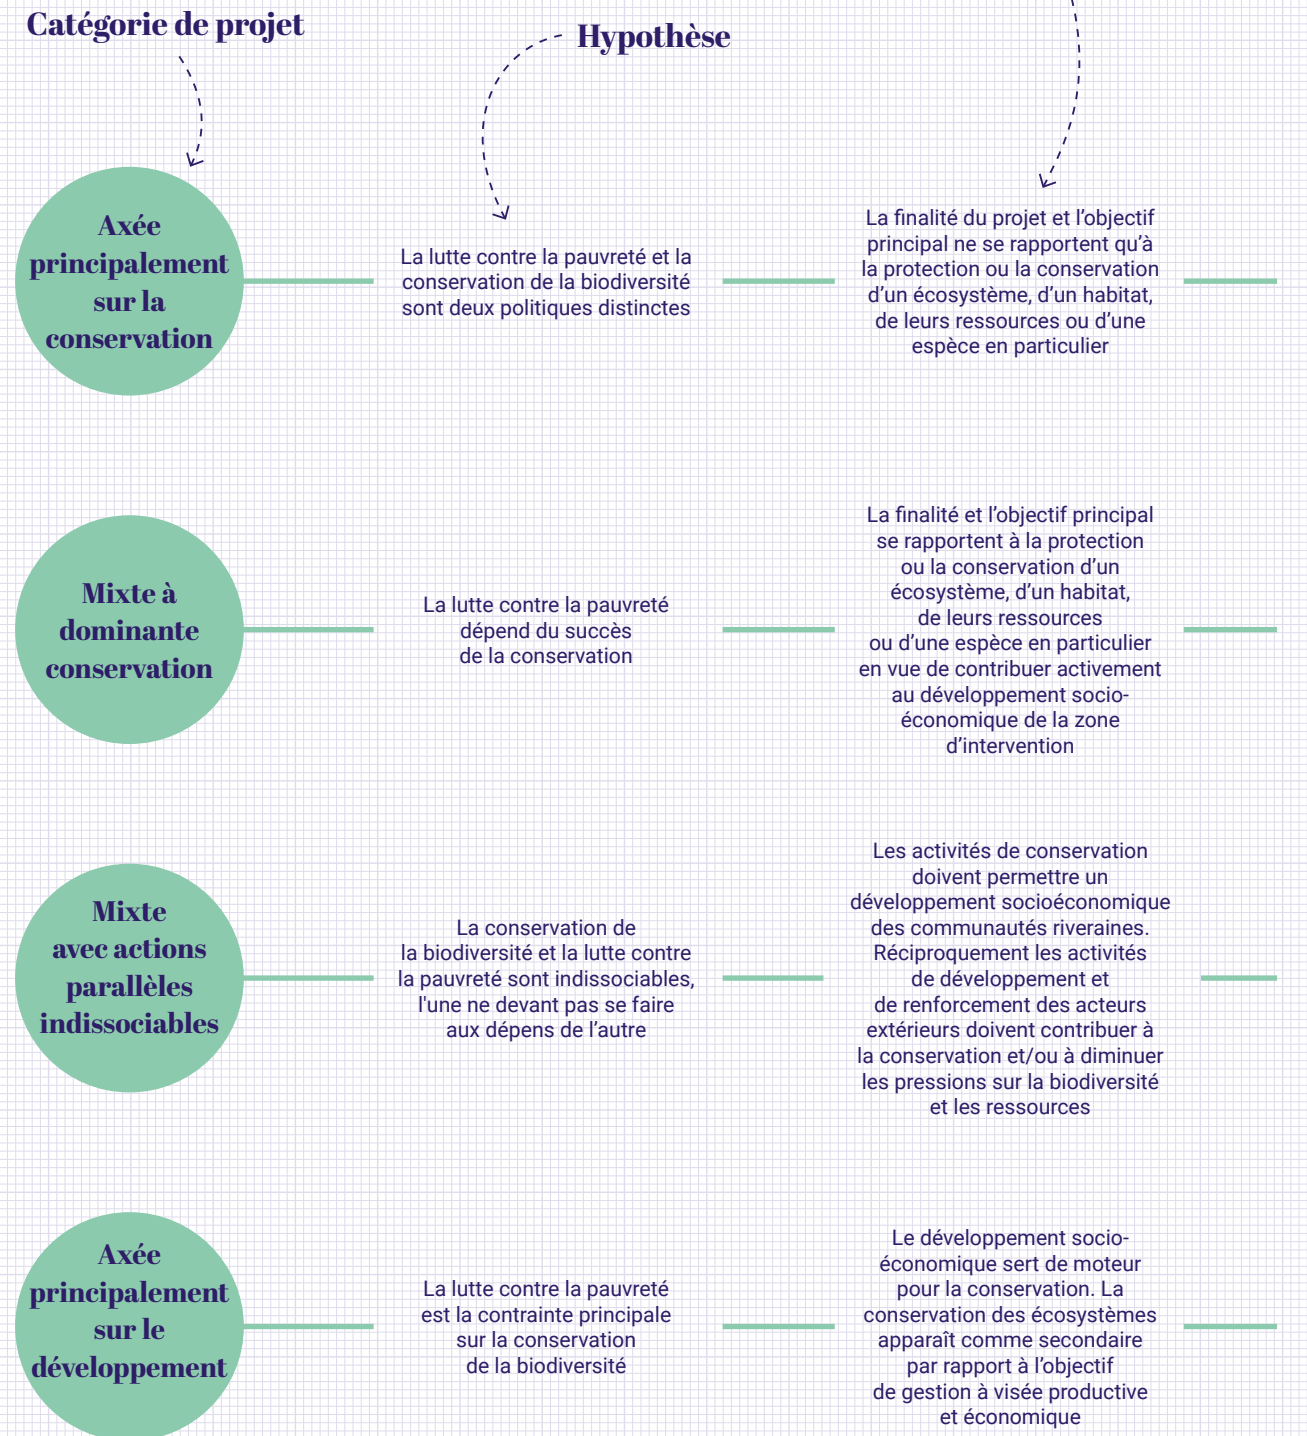 Catégorie de projet
Hypothèse
Axée
principalement
sur la
conservation
La lutte contre la pauvreté et la
conservation de la biodiversité
sont deux politiques distinctes
La finalité du projet et l’objectif
principal ne se rapportent qu’à
la protection ou la conservation
d’un écosystème, d’un habitat,
de leurs ressources ou d’une
espèce en particulier
Mixte à
dominante
conservation
La lutte contre la pauvreté
dépend du succès
de la conservation
La finalité et l’objectif principal
se rapportent à la protection
ou la conservation d’un
écosystème, d’un habitat,
de leurs ressources
ou d’une espèce en particulier
en vue de contribuer activement
au développement socio-
économique de la zone
d’intervention
Mixte
avec actions
parallèles
indissociables
La conservation de
la biodiversité et la lutte contre
la pauvreté sont indissociables,
l'une ne devant pas se faire
aux dépens de l’autre
Les activités de conservation
doivent permettre un
développement socioéconomique
des communautés riveraines.
Réciproquement les activités
de développement et
de renforcement des acteurs
extérieurs doivent contribuer à
la conservation et/ou à diminuer
les pressions sur la biodiversité
et les ressources
Axée
principalement
sur le
développement
La lutte contre la pauvreté
est la contrainte principale
sur la conservation
de la biodiversité
Le développement socio-
économique sert de moteur
pour la conservation. La
conservation des écosystèmes
apparaît comme secondaire
par rapport à l’objectif
de gestion à visée productive
et économique